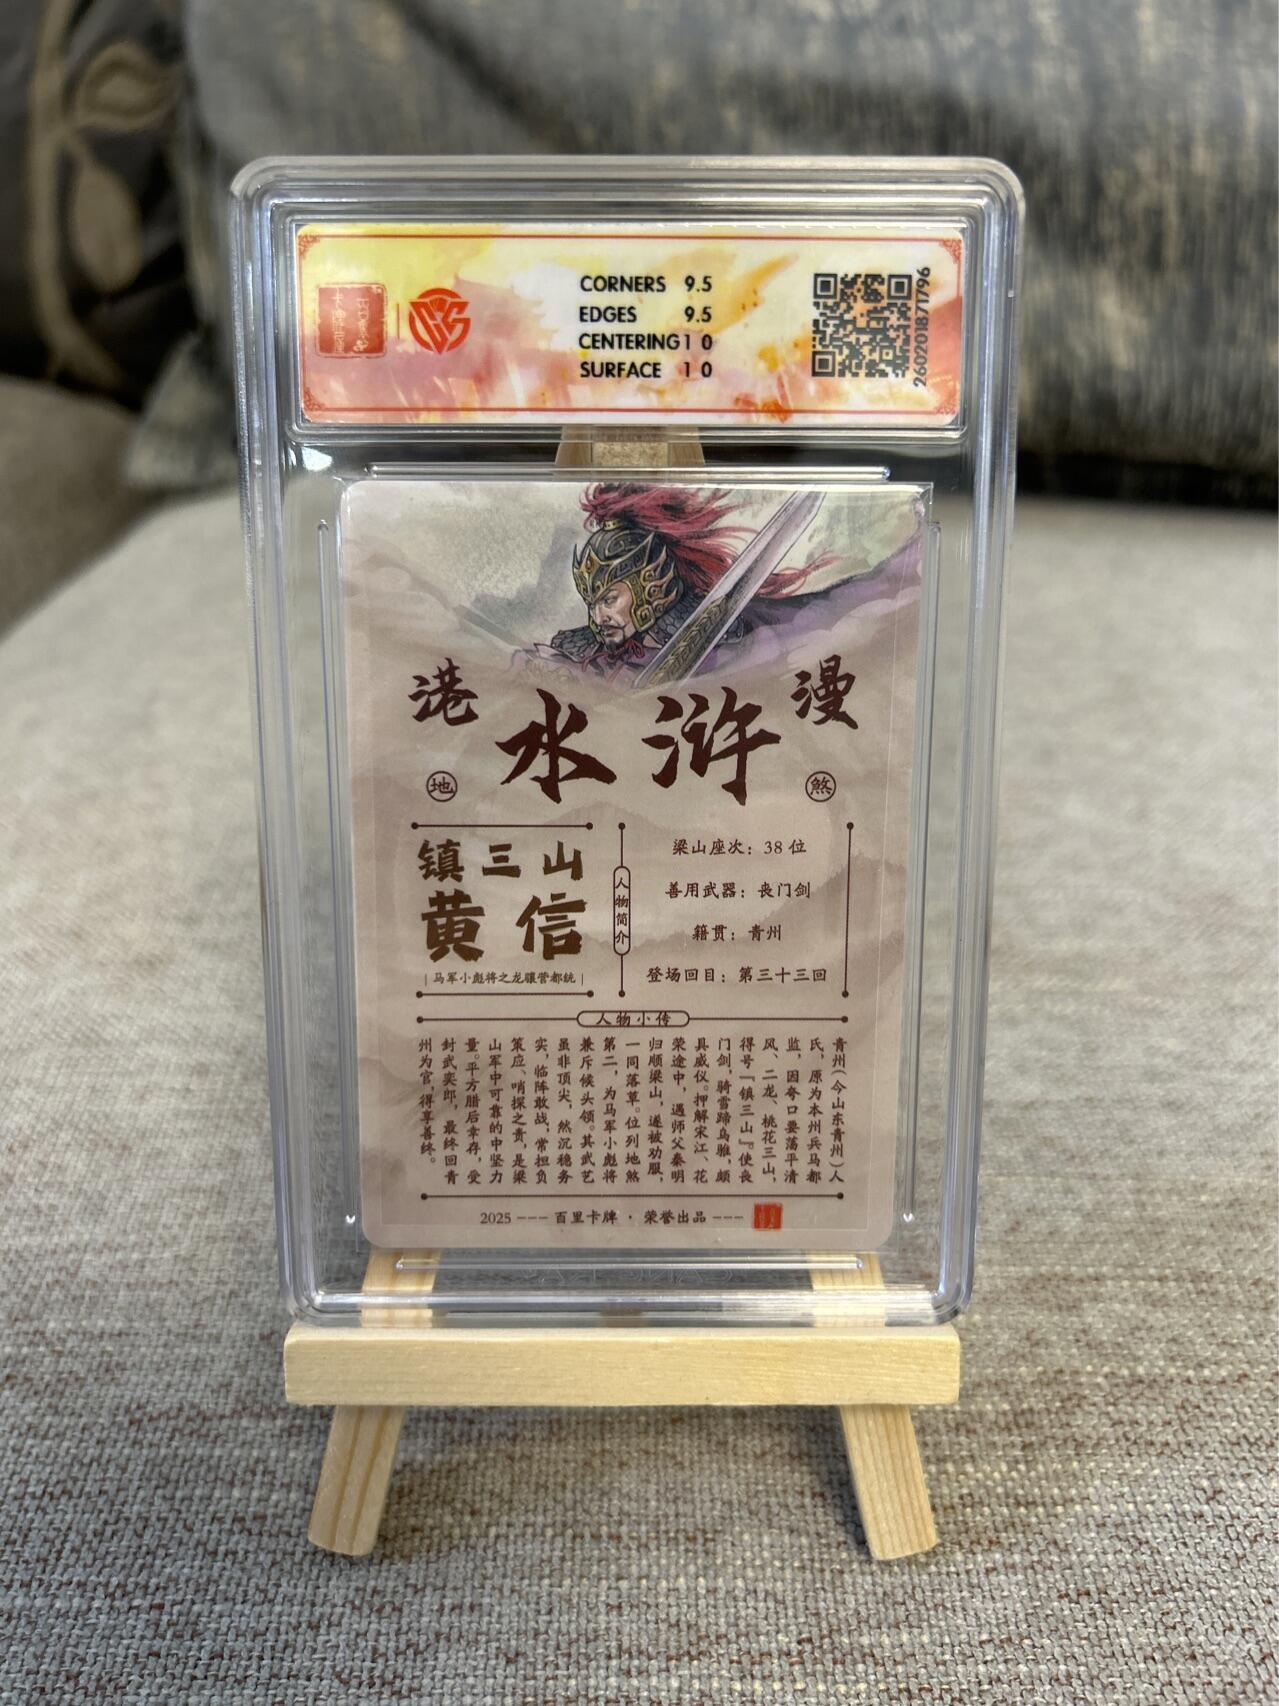 CORNERS 9.5
EDGES 9.5
CENTERING 10
SURFACE 10
2602018771796
港 水浒 漫
地 煞
镇三山
黄信
马军小彪将之龙骧营都统
人物简介
梁山座次：38 位
善用武器：丧门剑
籍贯：青州
登场回目：第三十三回
人物小传
青州（今山东青州）人
氏，原为本州兵马都
监，因夸口要荡平清
风、二龙、桃花三山，
得号『镇三山』。使丧
门剑，骑雪蹄乌骓，颇
具威仪。押解宋江、花
荣途中，遇师父秦明
归顺梁山，遂被劝服，
一同落草。位列地煞
第二，为马军小彪将
兼斥候头领。其武艺
虽非顶尖，然沉稳务
实，临阵敢战，常担负
策应、哨探之责，是梁
山军中可靠的中坚力
量。平方腊后幸存，受
封武奕郎，最终回青
州为官，得享善终。
2025 --- 百里卡牌 · 荣誉出品 ---